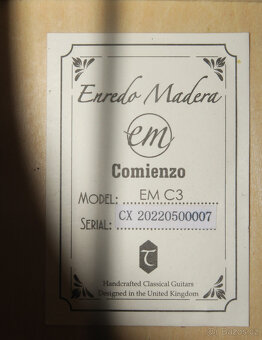 Enredo Madera
em
Comienzo
MODEL: EM C3
SERIAL: CX 20220500007
Handcrafted Classical Guitars
Designed in the United Kingdom